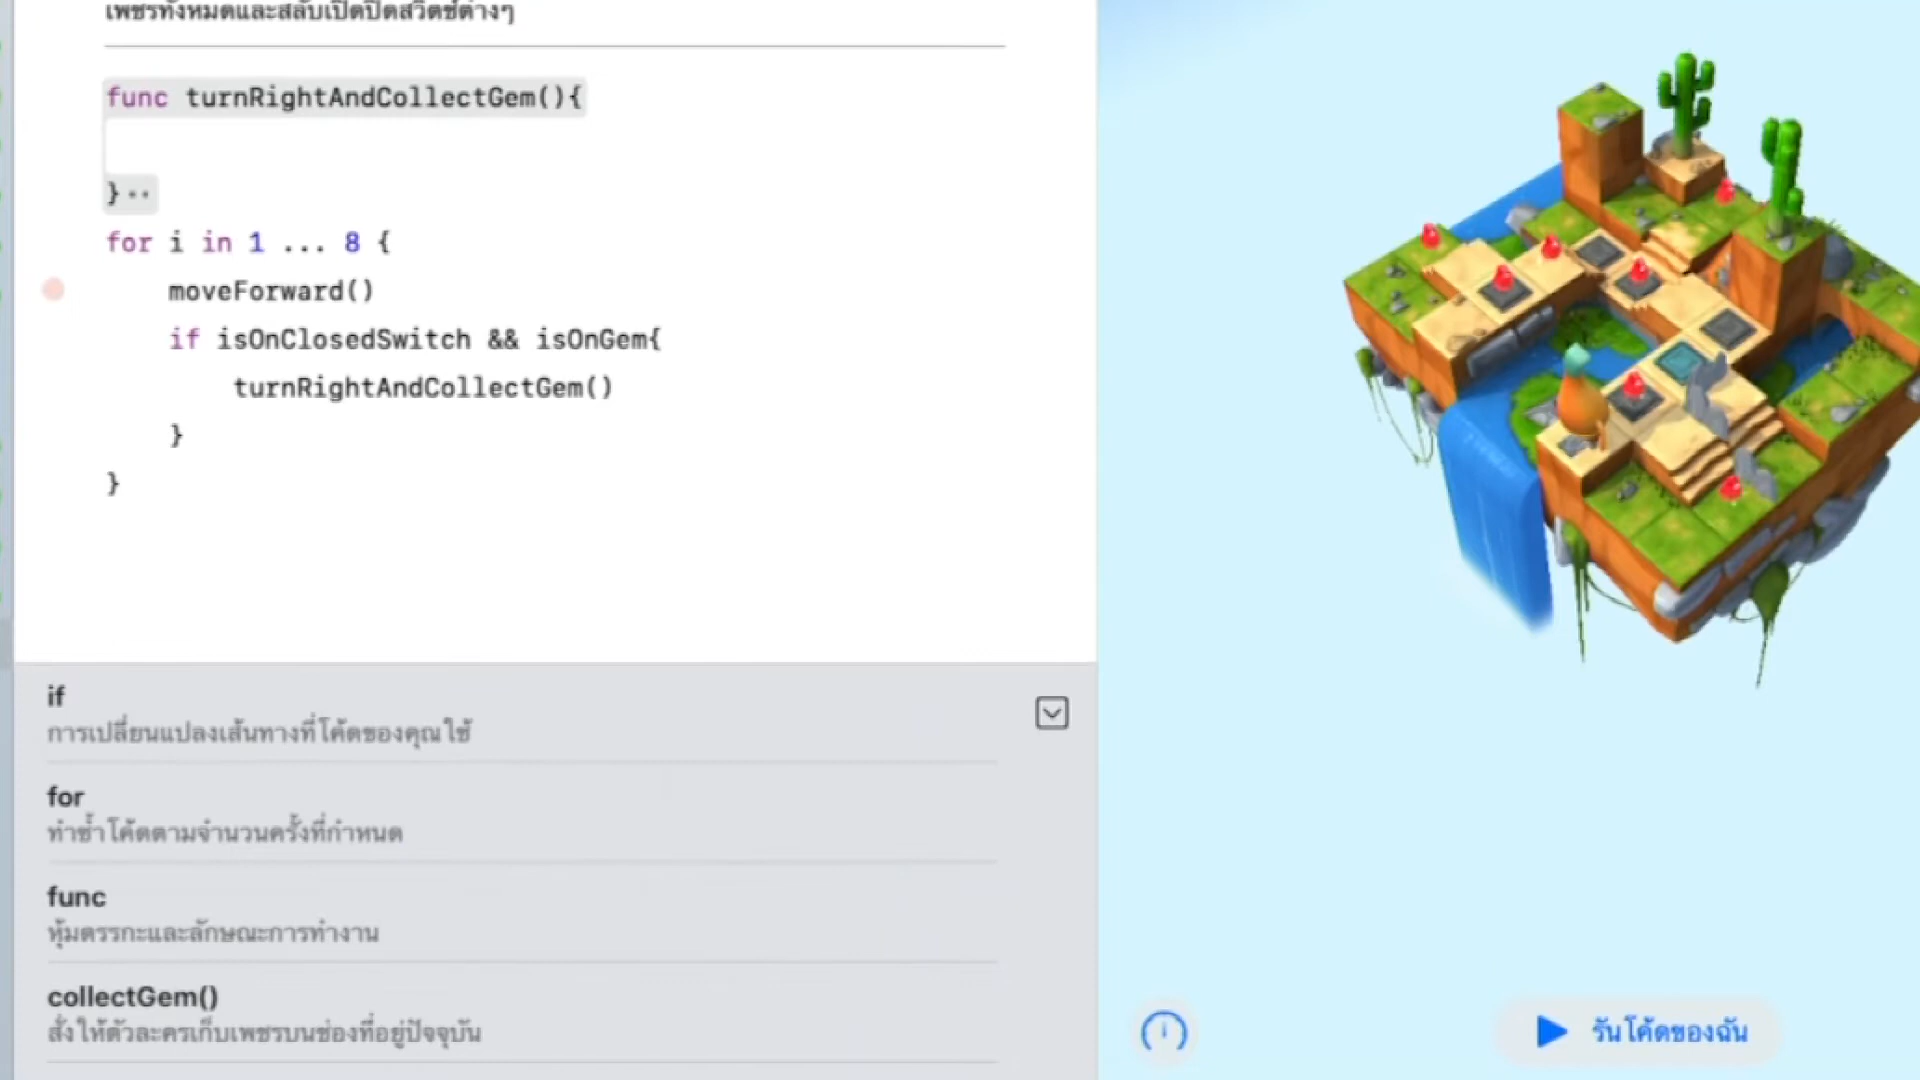 เพชรทั้งหมดและสลับเปิดปิดสวิตช์ต่างๆ
func turnRightAndCollectGem(){
}
for i in 1 ... 8 {
moveForward()
if isOnClosedSwitch && isOnGem{
turnRightAndCollectGem()
}
}
if
การเปลี่ยนแปลงเส้นทางที่โค้ดของคุณใช้
for
ทำซ้ำโค้ดตามจำนวนครั้งที่กำหนด
func
หุ้มตรรกะและลักษณะการทำงาน
collectGem()
สั่งให้ตัวละครเก็บเพชรบนช่องที่อยู่ปัจจุบัน
รันโค้ดของฉัน